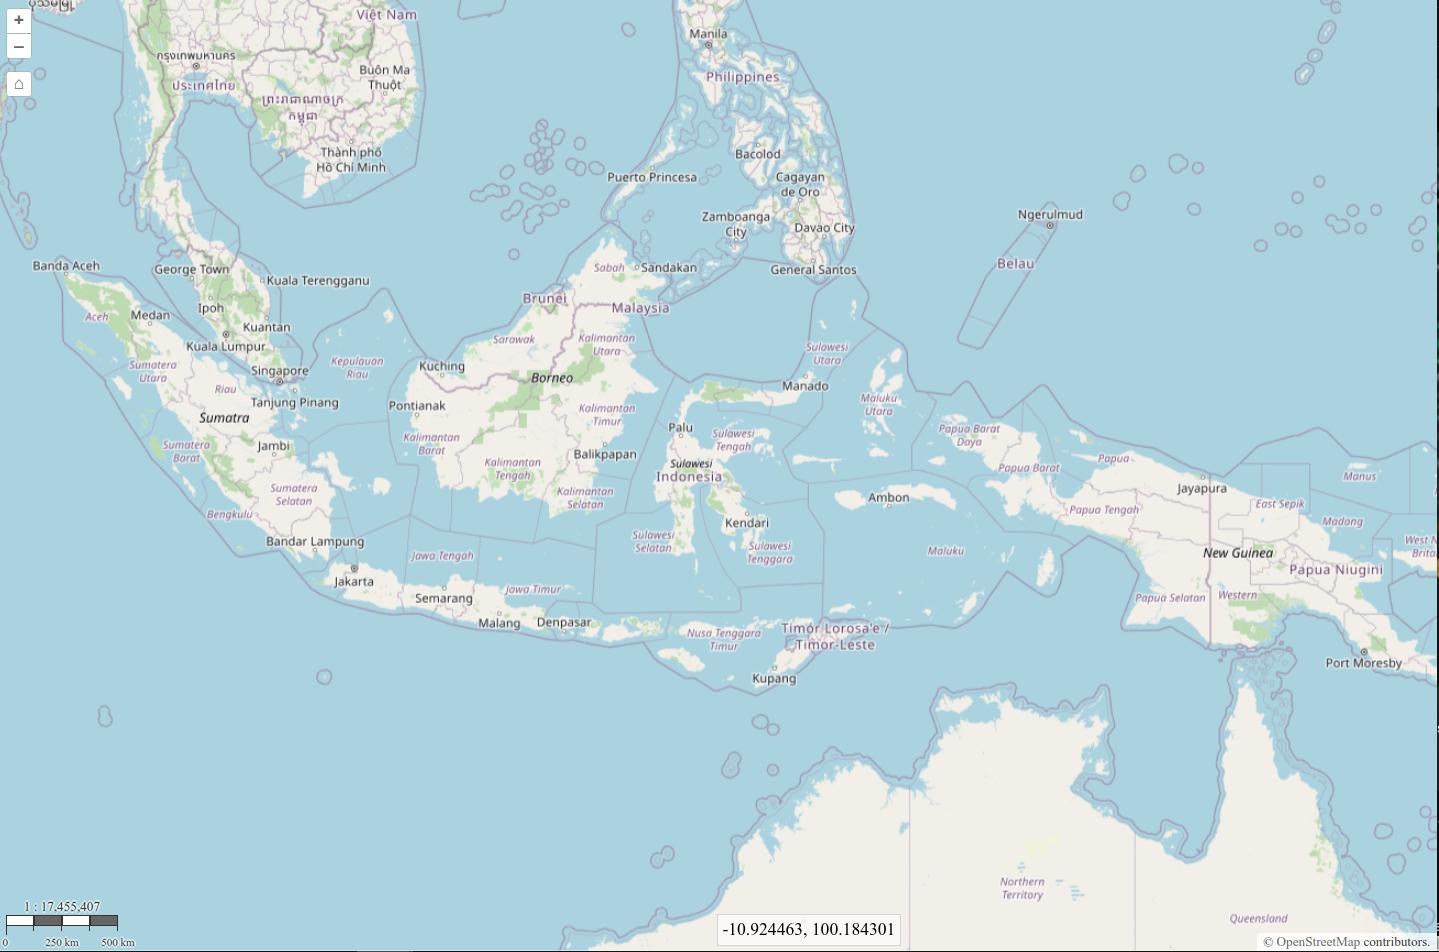 +
Việt Nam
–
Manila
กรุงเทพมหานคร
Buôn Ma
Thuột
Philippines
ประเทศไทย
⌂
ព្រះរាជាណាចក្រ
កម្ពុជា
Thành phố
Hồ Chí Minh
Bacolod
Puerto Princesa
Cagayan
de Oro
Zamboanga
City
Ngerulmud
Davao City
Banda Aceh
George Town
Sabah
Sandakan
General Santos
Belau
Kuala Terengganu
Brunei
Malaysia
Ipoh
Aceh
Medan
Kuantan
Sarawak
Kalimantan
Utara
Kuala Lumpur
Sulawesi
Utara
Sumatera
Utara
Kepulauan
Riau
Kuching
Singapore
Borneo
Manado
Riau
Tanjung Pinang
Pontianak
Maluku
Utara
Sumatra
Kalimantan
Timur
Palu
Papua Barat
Daya
Sulawesi
Tengah
Kalimantan
Barat
Sumatera
Barat
Jambi
Balikpapan
Sulawesi
Papua Barat
Papua
Kalimantan
Tengah
Indonesia
Manus
Sumatera
Selatan
Kalimantan
Selatan
Ambon
Jayapura
East Sepik
Papua Tengah
Bengkulu
Kendari
Madang
Bandar Lampung
Sulawesi
Selatan
Sulawesi
Tenggara
Maluku
Jawa Tengah
New Guinea
West N
Brita
Papua Niugini
Jakarta
Jawa Timur
Semarang
Papua Selatan
Western
Malang
Denpasar
Nusa Tenggara
Timur
Timór Lorosa'e /
Timor-Leste
Port Moresby
Kupang
Northern
Territory
1 : 17,455,407
0 250 km 500 km
-10.924463, 100.184301
Queensland
© OpenStreetMap contributors.